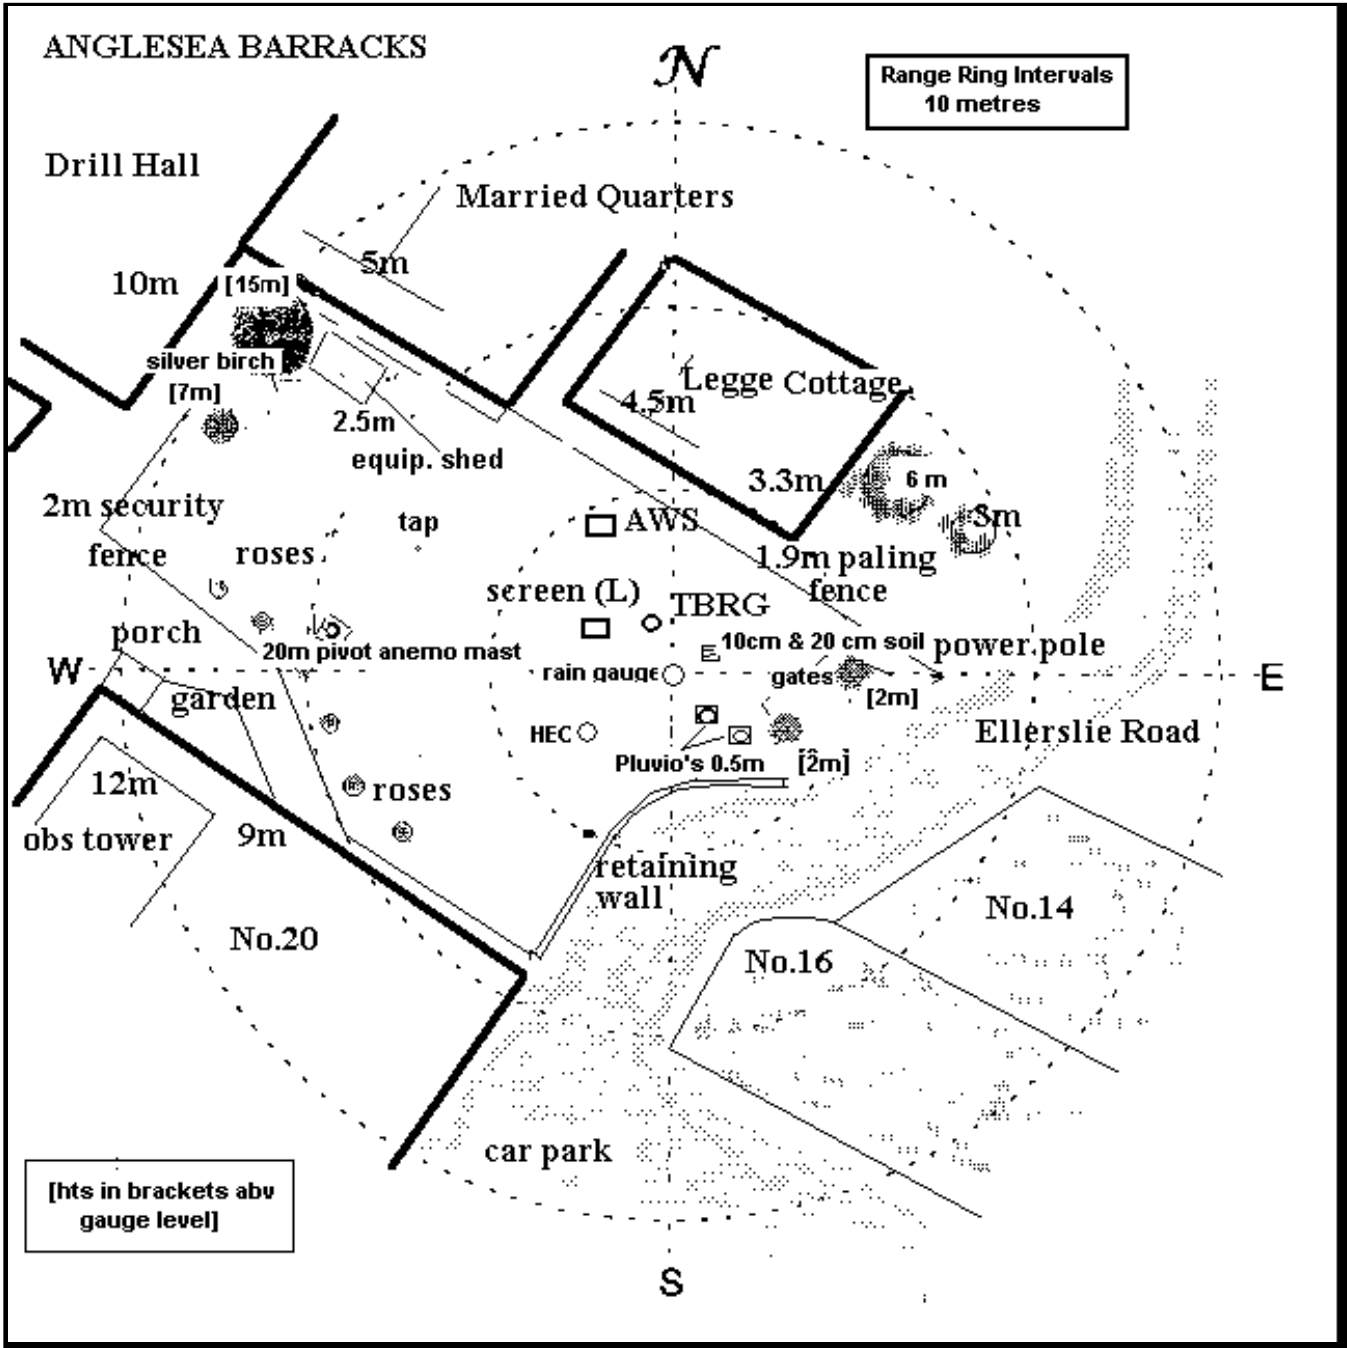 ANGLESEA BARRACKS
N
Range Ring Intervals
10 metres
Drill Hall
Married Quarters
5m
10m
[15m]
silver birch
[7m]
2.5m
equip. shed
4.5m
Legge Cottage
3.3m
6 m
3m
2m security
fence
tap
AWS
roses
1.9m paling
fence
screen (L)
TBRG
porch
20m pivot anemo mast
10cm & 20 cm soil
power pole
W
rain gauge
gates
E
garden
[2m]
HEC
Ellerslie Road
Pluvio's 0.5m
[2m]
12m
roses
obs tower
9m
retaining
wall
No.14
No.20
No.16
car park
[hts in brackets abv
gauge level]
S